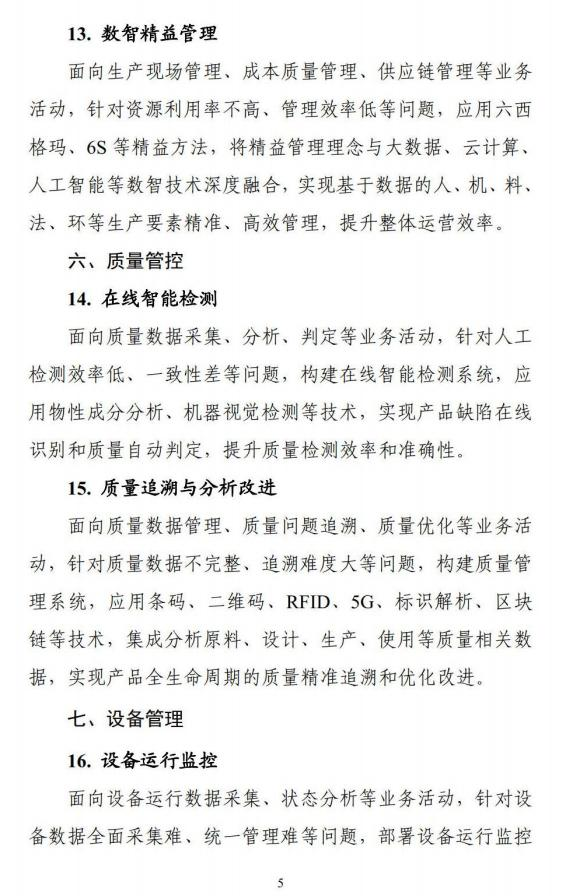 13. 数智精益管理
面向生产现场管理、成本质量管理、供应链管理等业务
活动，针对资源利用率不高、管理效率低等问题，应用六西
格玛、6S 等精益方法，将精益管理理念与大数据、云计算、
人工智能等数智技术深度融合，实现基于数据的人、机、料、
法、环等生产要素精准、高效管理，提升整体运营效率。
六、质量管控
14. 在线智能检测
面向质量数据采集、分析、判定等业务活动，针对人工
检测效率低、一致性差等问题，构建在线智能检测系统，应
用物性成分分析、机器视觉检测等技术，实现产品缺陷在线
识别和质量自动判定，提升质量检测效率和准确性。
15. 质量追溯与分析改进
面向质量数据管理、质量问题追溯、质量优化等业务活
动，针对质量数据不完整、追溯难度大等问题，构建质量管
理系统，应用条码、二维码、RFID、5G、标识解析、区块
链等技术，集成分析原料、设计、生产、使用等质量相关数
据，实现产品全生命周期的质量精准追溯和优化改进。
七、设备管理
16. 设备运行监控
面向设备运行数据采集、状态分析等业务活动，针对设
备数据全面采集难、统一管理难等问题，部署设备运行监控
5